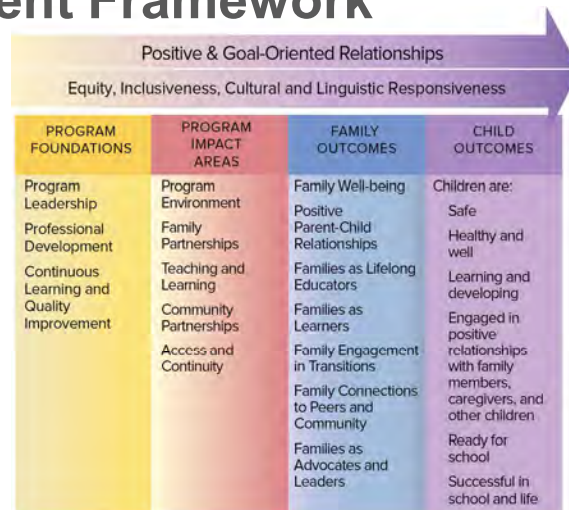 ent Framework
Positive & Goal-Oriented Relationships
Equity, Inclusiveness, Cultural and Linguistic Responsiveness
PROGRAM
FOUNDATIONS
Program
Leadership
Professional
Development
Continuous
Learning and
Quality
Improvement
PROGRAM
IMPACT
AREAS
Program
Environment
Family
Partnerships
Teaching and
Learning
Community
Partnerships
Access and
Continuity
FAMILY
OUTCOMES
Family Well-being
Positive
Parent-Child
Relationships
Families as Lifelong
Educators
Families as
Learners
Family Engagement
in Transitions
Family Connections
to Peers and
Community
Families as
Advocates and
Leaders
CHILD
OUTCOMES
Children are:
Safe
Healthy and
well
Learning and
developing
Engaged in
positive
relationships
with family
members,
caregivers, and
other children
Ready for
school
Successful in
school and life